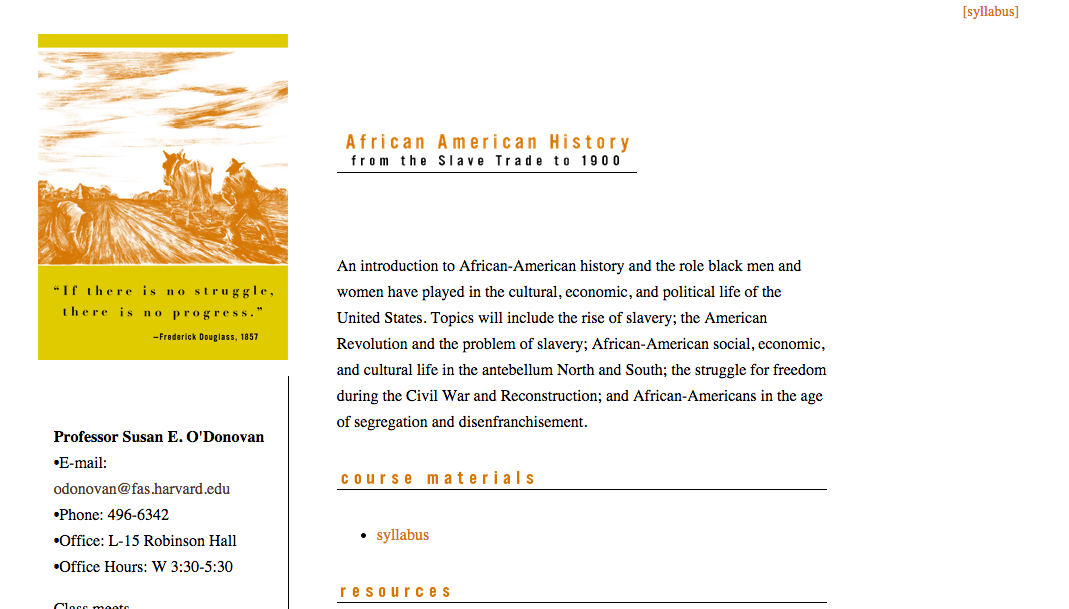 [syllabus]
African American History
from the Slave Trade to 1900
“If there is no struggle,
there is no progress.”
—Frederick Douglass, 1857
An introduction to African-American history and the role black men and
women have played in the cultural, economic, and political life of the
United States. Topics will include the rise of slavery; the American
Revolution and the problem of slavery; African-American social, economic,
and cultural life in the antebellum North and South; the struggle for freedom
during the Civil War and Reconstruction; and African-Americans in the age
of segregation and disenfranchisement.
Professor Susan E. O'Donovan
•E-mail:
odonovan@fas.harvard.edu
•Phone: 496-6342
•Office: L-15 Robinson Hall
•Office Hours: W 3:30-5:30
Class meets
course materials
• syllabus
resources